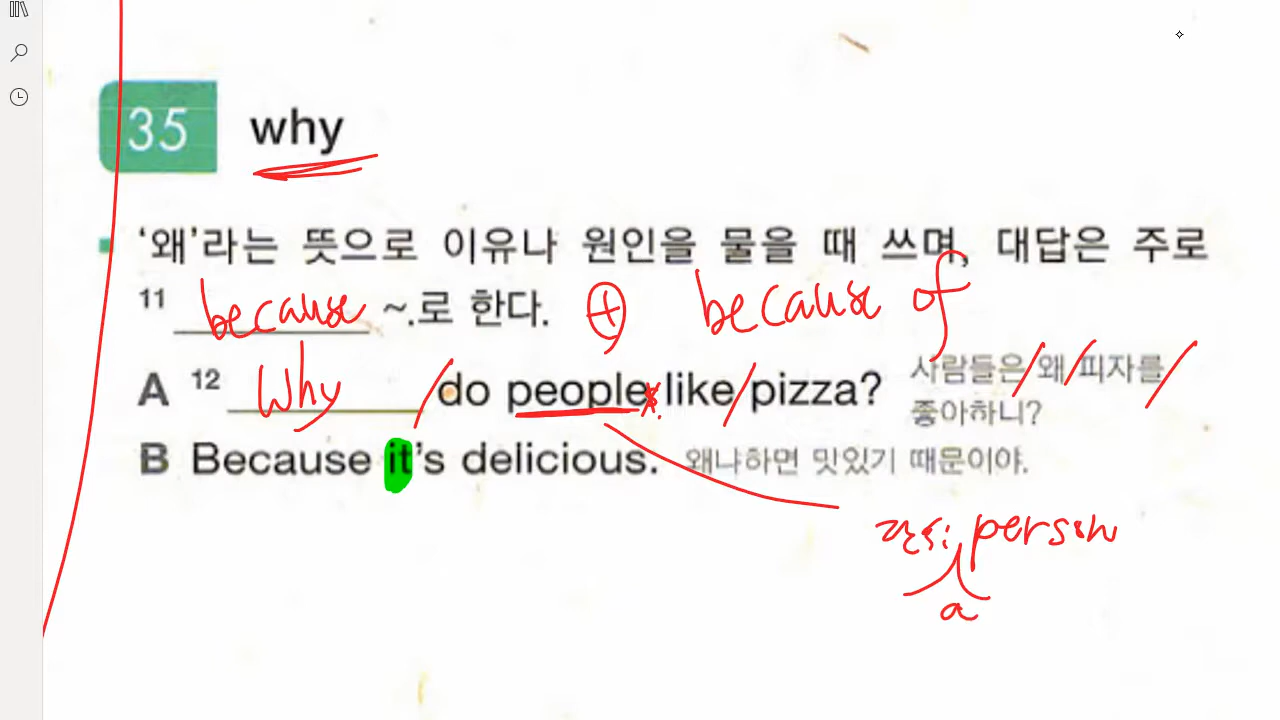 35 why
‘왜’라는 뜻으로 이유나 원인을 물을 때 쓰며, 대답은 주로
11 because ~.로 한다. + because of
A 12 Why do people like pizza? 사람들은 왜 피자를
좋아하니?
B Because it's delicious. 왜냐하면 맛있기 때문이야.
person
a